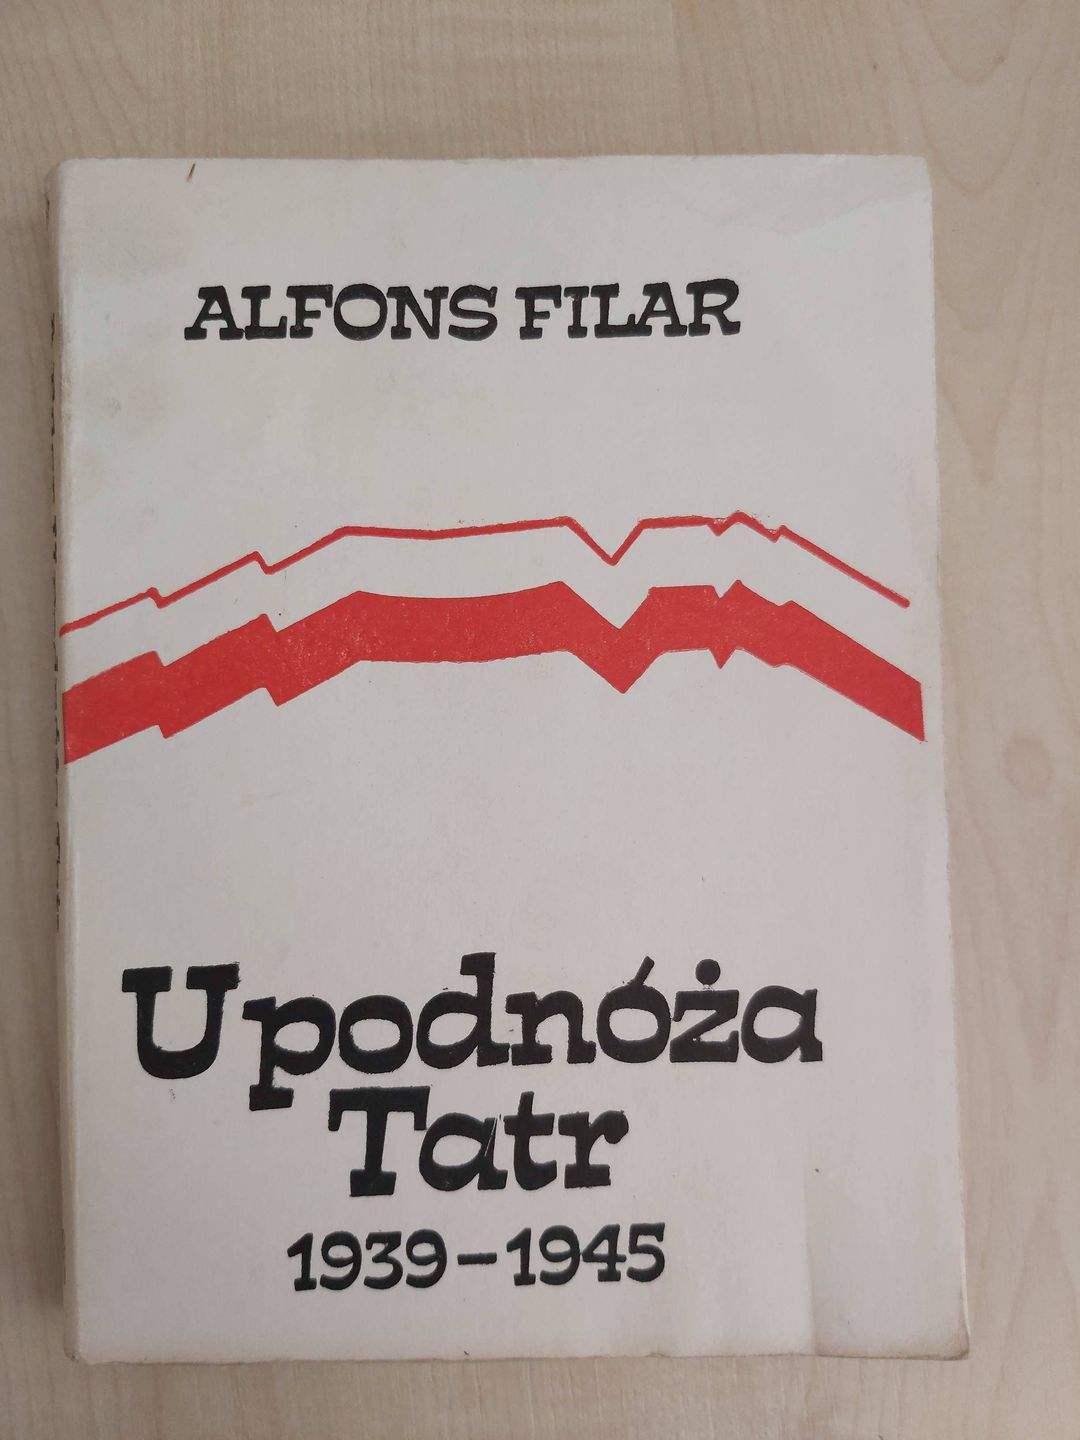 ALFONS FILAR
U podnóża
Tatr
1939–1945